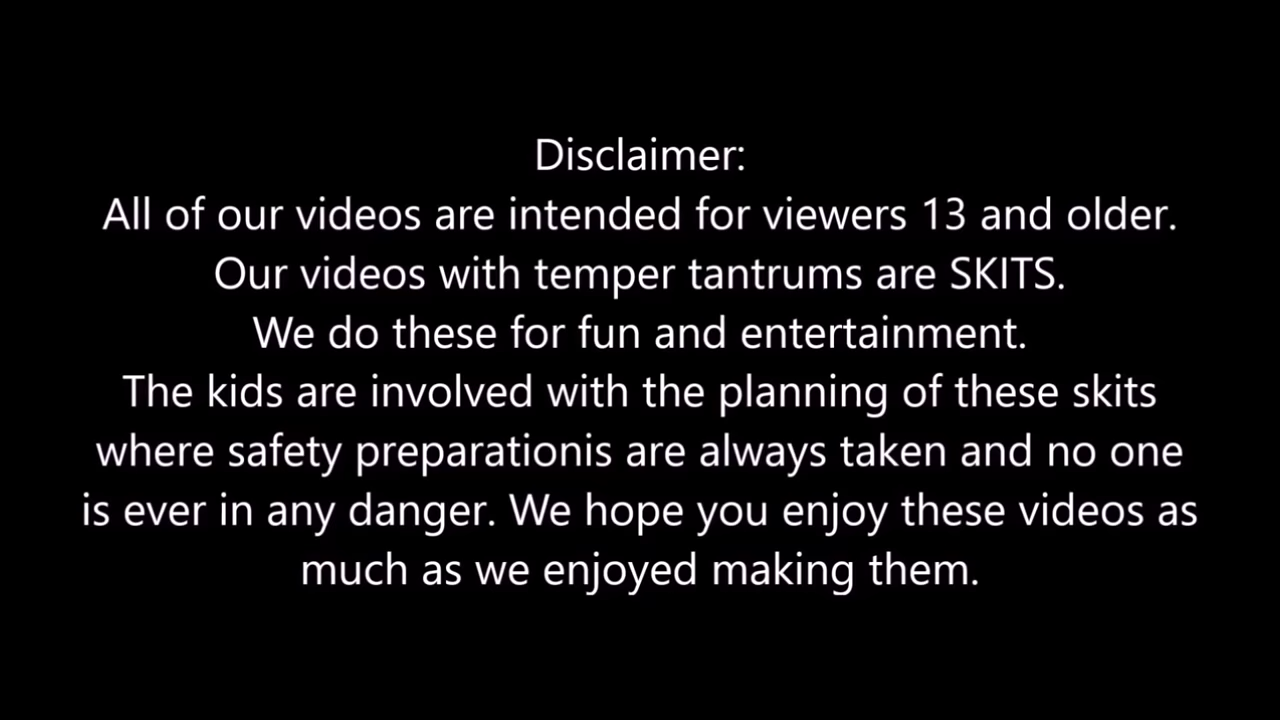 Disclaimer:
All of our videos are intended for viewers 13 and older.
Our videos with temper tantrums are SKITS.
We do these for fun and entertainment.
The kids are involved with the planning of these skits
where safety preparationis are always taken and no one
is ever in any danger. We hope you enjoy these videos as
much as we enjoyed making them.